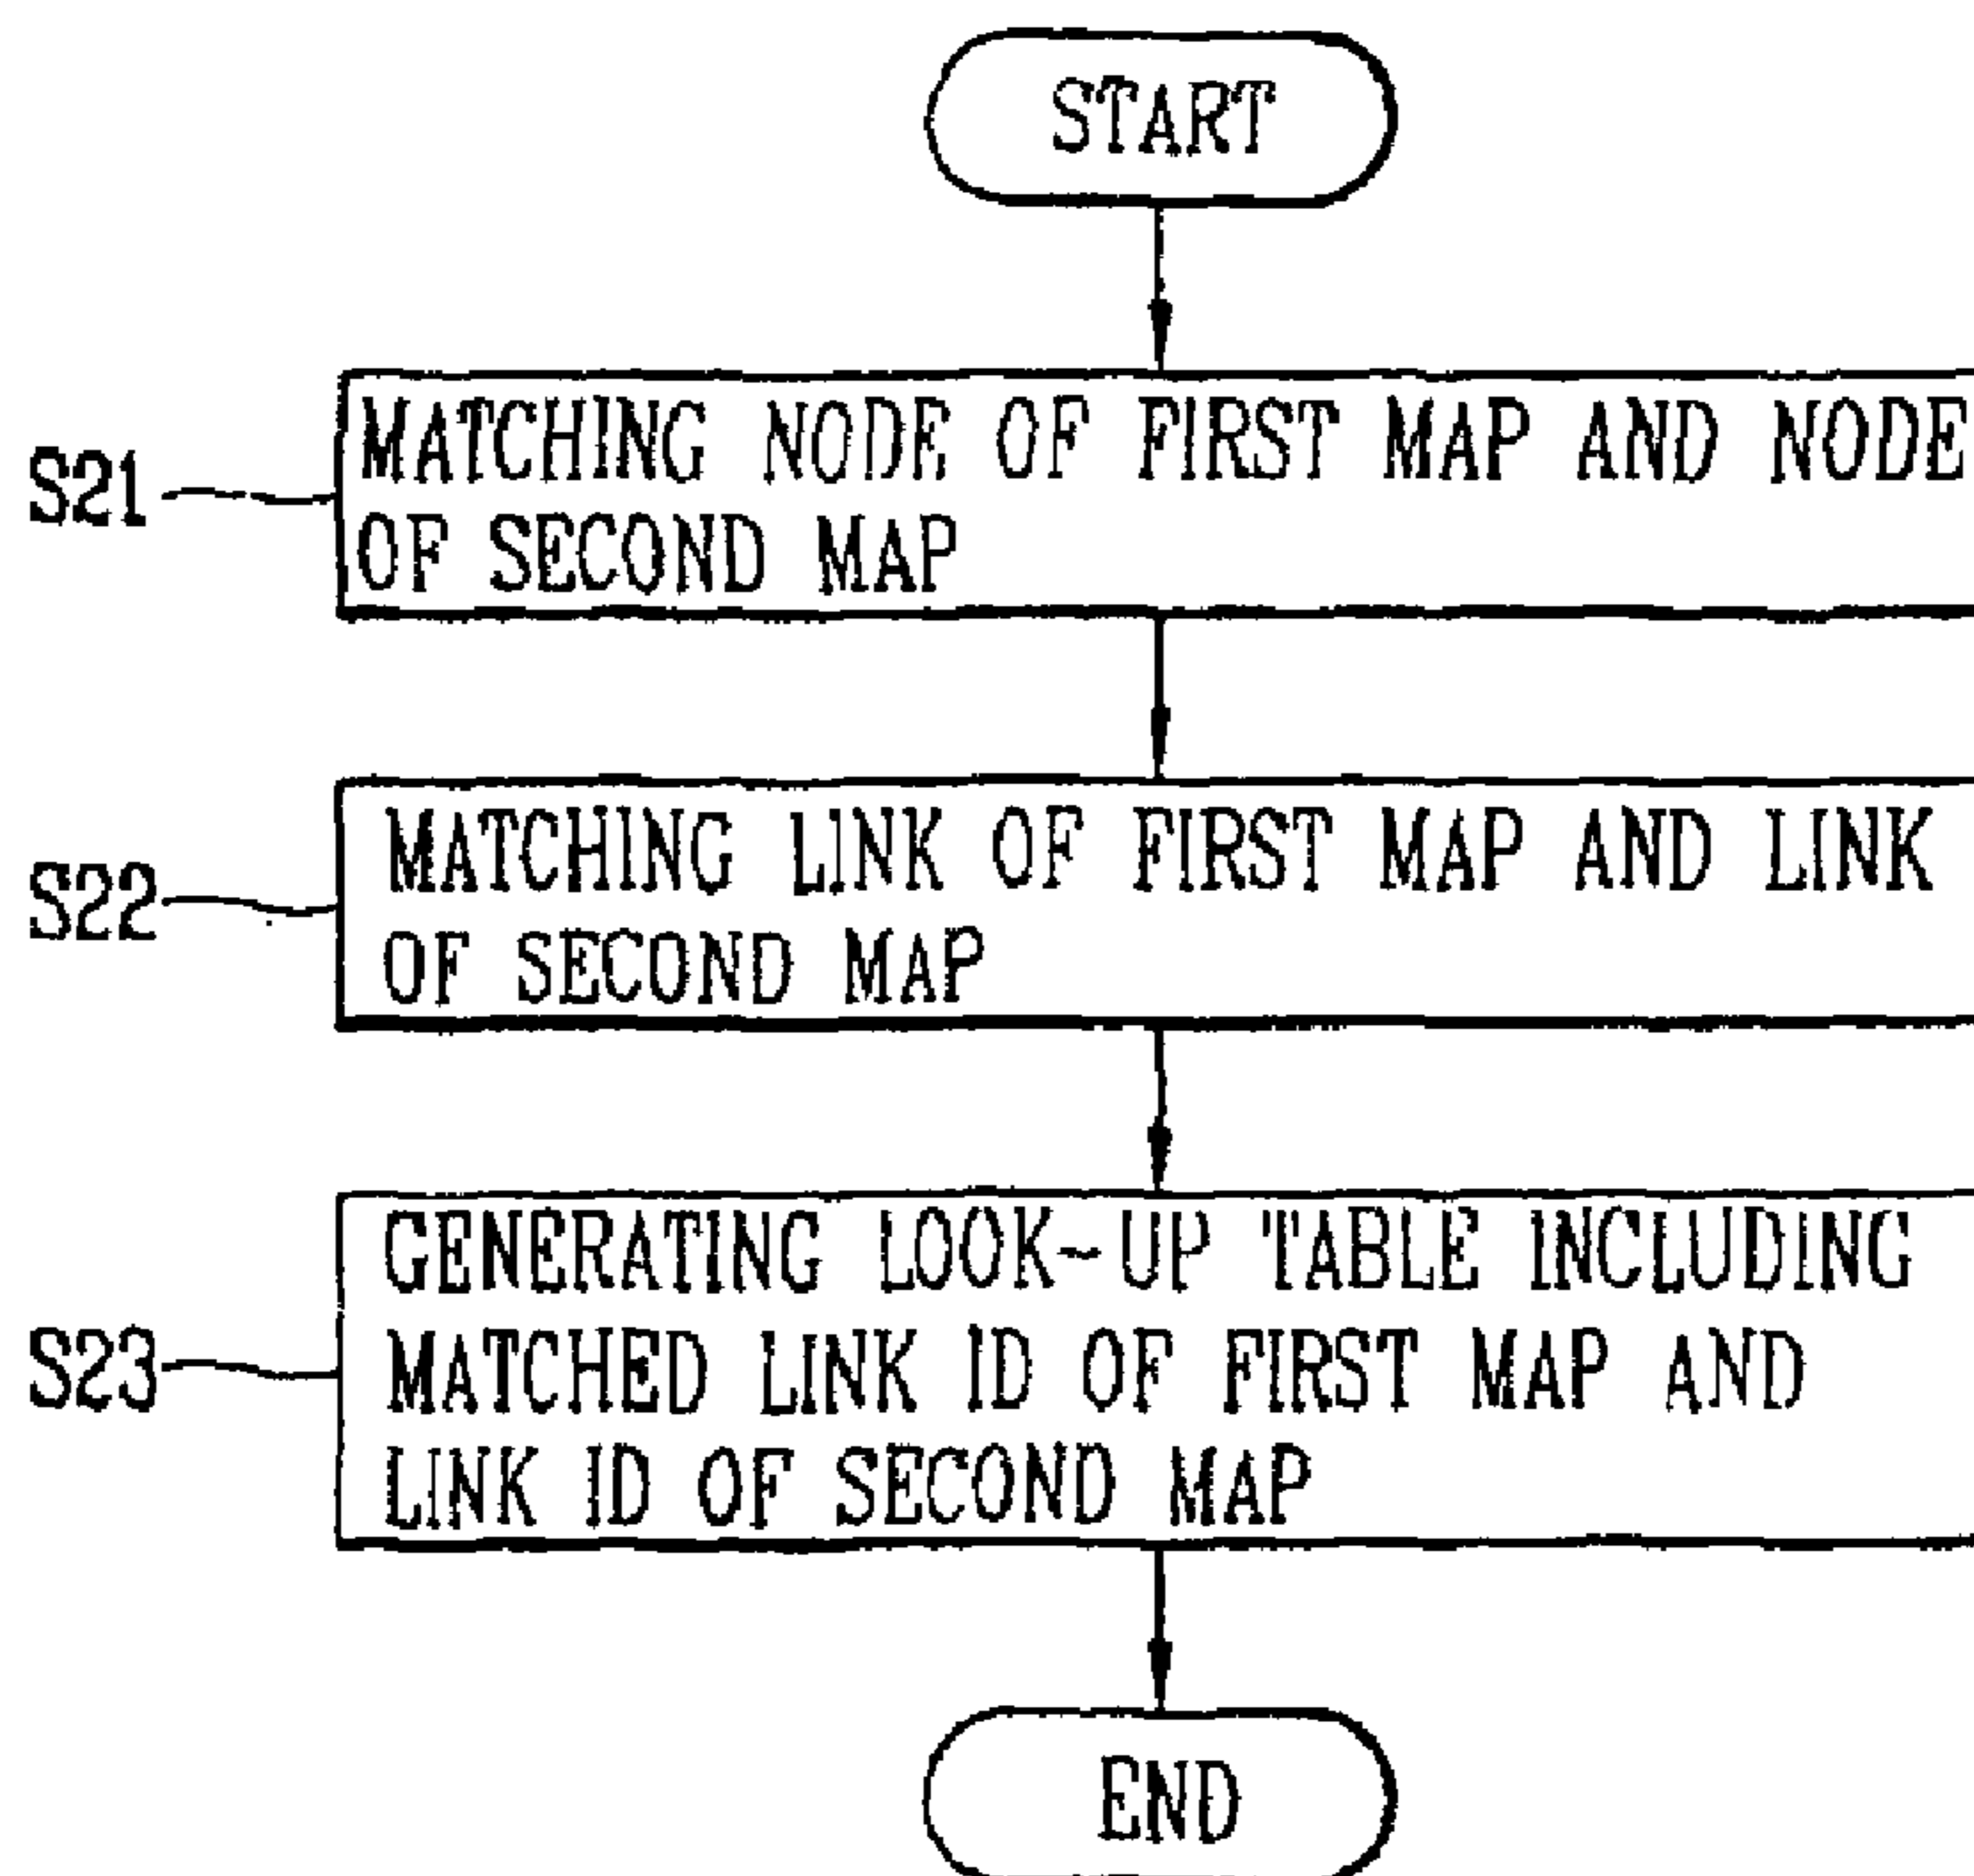 START
S21
MATCHING NODE OF FIRST MAP AND NODE
OF SECOND MAP
S22
MATCHING LINK OF FIRST MAP AND LINK
OF SECOND MAP
S23
GENERATING LOOK-UP TABLE INCLUDING
MATCHED LINK ID OF FIRST MAP AND
LINK ID OF SECOND MAP
END